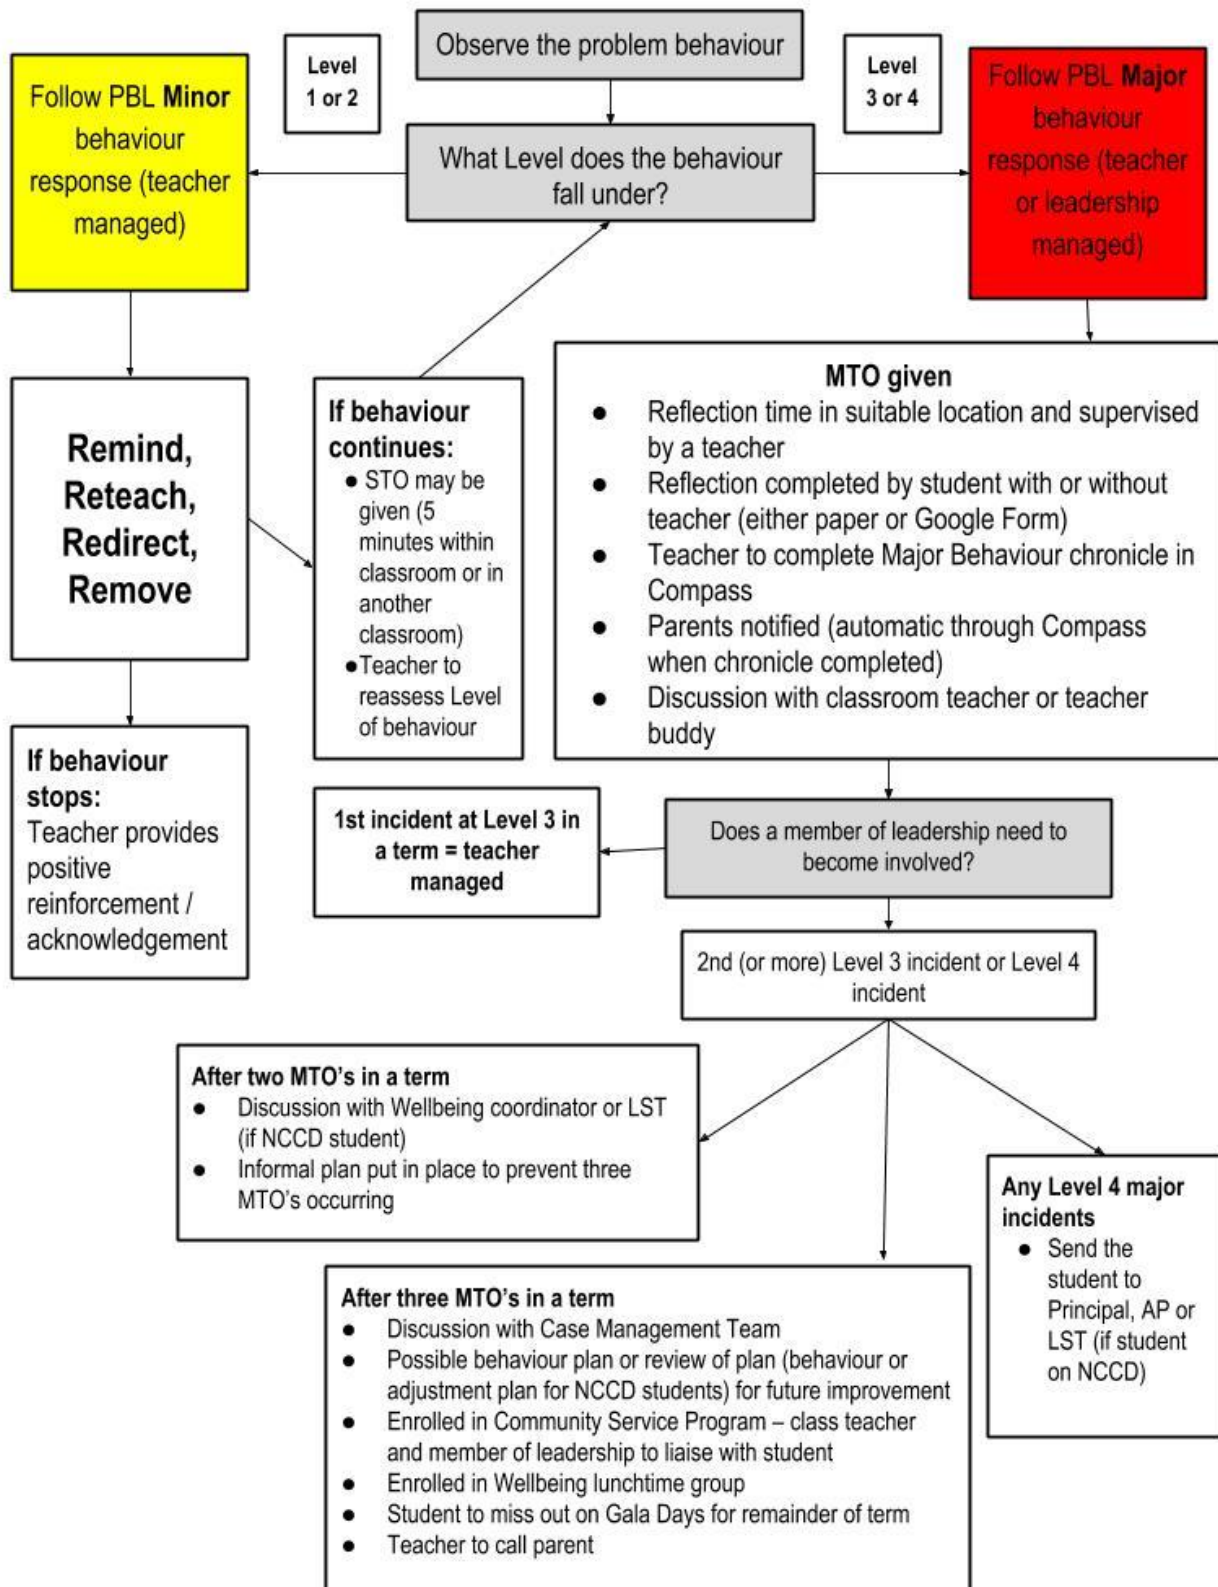 Observe the problem behaviour
Level
1 or 2
Level
3 or 4
Follow PBL Minor
behaviour
response (teacher
managed)
What Level does the behaviour
fall under?
Follow PBL Major
behaviour
response (teacher
or leadership
managed)
Remind,
Reteach,
Redirect,
Remove
If behaviour
continues:
● STO may be
given (5
minutes within
classroom or in
another
classroom)
● Teacher to
reassess Level
of behaviour
MTO given
● Reflection time in suitable location and supervised
by a teacher
● Reflection completed by student with or without
teacher (either paper or Google Form)
● Teacher to complete Major Behaviour chronicle in
Compass
● Parents notified (automatic through Compass
when chronicle completed)
● Discussion with classroom teacher or teacher
buddy
If behaviour
stops:
Teacher provides
positive
reinforcement /
acknowledgement
1st incident at Level 3 in
a term = teacher
managed
Does a member of leadership need to
become involved?
2nd (or more) Level 3 incident or Level 4
incident
After two MTO's in a term
● Discussion with Wellbeing coordinator or LST
(if NCCD student)
● Informal plan put in place to prevent three
MTO's occurring
Any Level 4 major
incidents
● Send the
student to
Principal, AP or
LST (if student
on NCCD)
After three MTO's in a term
● Discussion with Case Management Team
● Possible behaviour plan or review of plan (behaviour or
adjustment plan for NCCD students) for future improvement
● Enrolled in Community Service Program – class teacher
and member of leadership to liaise with student
● Enrolled in Wellbeing lunchtime group
● Student to miss out on Gala Days for remainder of term
● Teacher to call parent